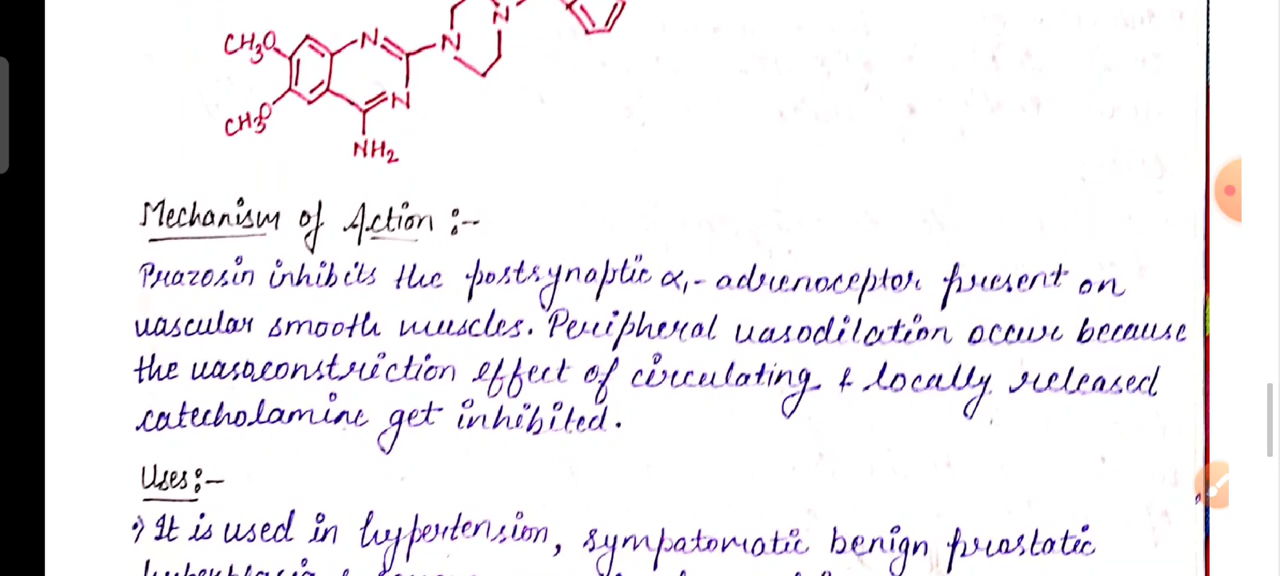 N
CH3O
N
N
N
CH3O
NH2
Mechanism of Action :-
Prazosin inhibits the postsynaptic α1- adrenoceptor present on
vascular smooth muscles. Peripheral vasodilation occur because
the vasoconstriction effect of circulating & locally released
catecholamine get inhibited.
Uses :-
It is used in hypertension, sympatomatic benign prostatic